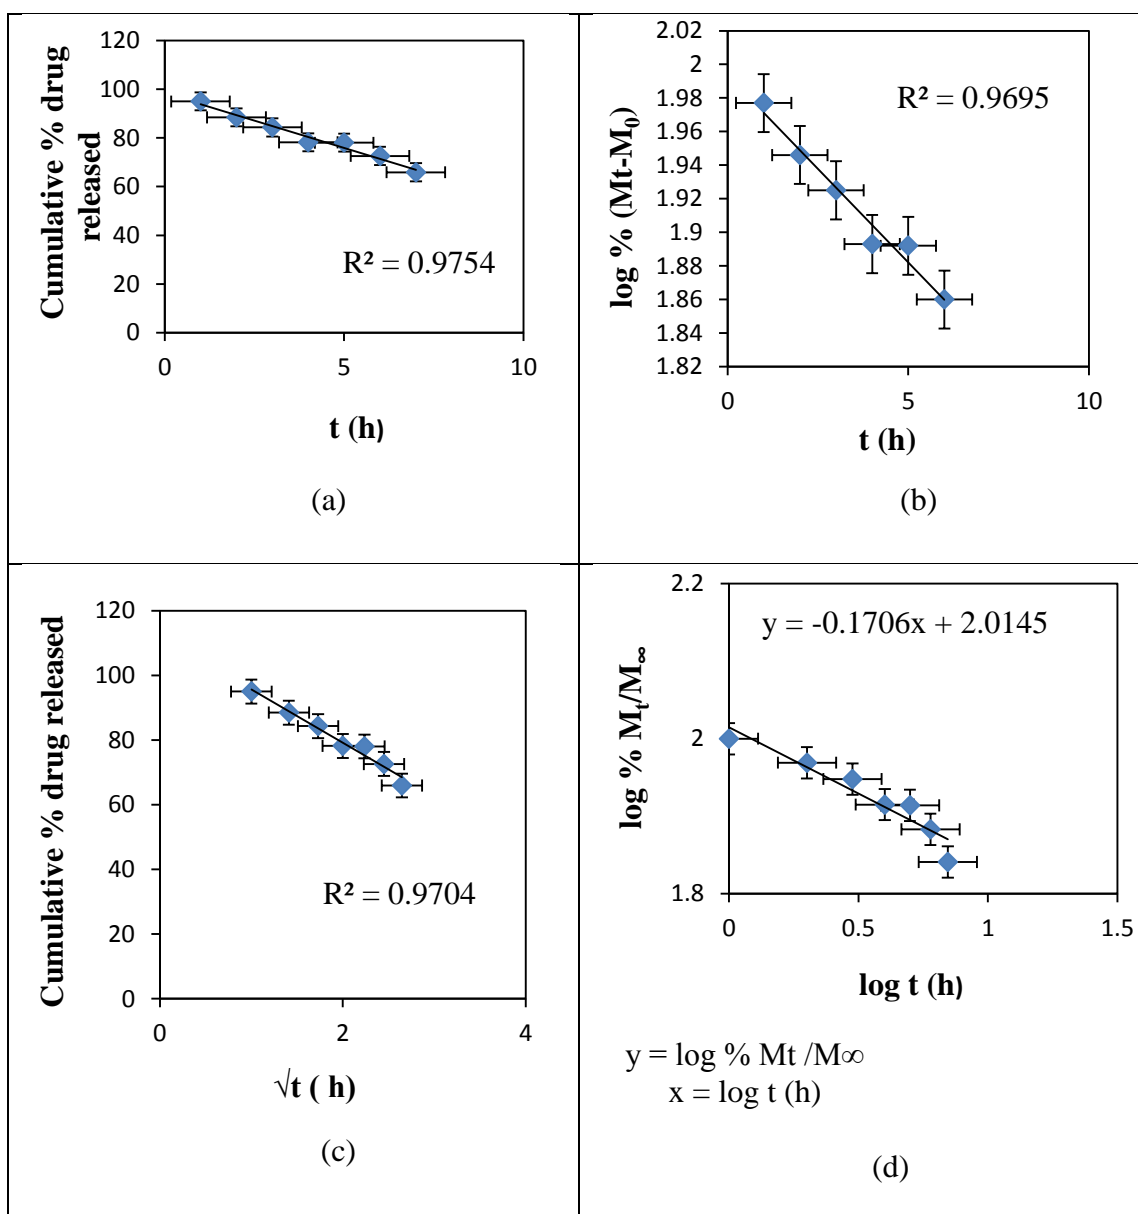 Cumulative % drug
released
120
100
80
60
40
20
0
R² = 0.9754
0 5 10
t (h)
(a)
log % (Mt-M₀)
2.02
2
1.98
1.96
1.94
1.92
1.9
1.88
1.86
1.84
1.82
R² = 0.9695
0 5 10
t (h)
(b)
Cumulative % drug released
120
100
80
60
40
20
0
R² = 0.9704
0 2 4
√t ( h)
(c)
log % Mₜ/M∞
2.2
2
1.8
y = -0.1706x + 2.0145
0 0.5 1 1.5
log t (h)
y = log % Mt /M∞
x = log t (h)
(d)